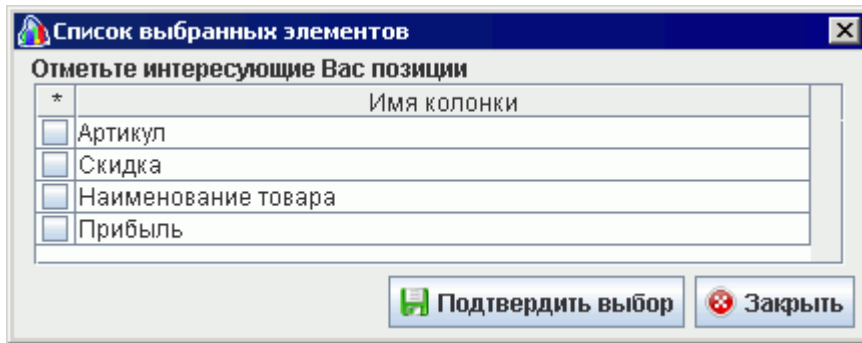 Список выбранных элементов
Отметьте интересующие Вас позиции
* Имя колонки
Артикул
Скидка
Наименование товара
Прибыль
Подтвердить выбор Закрыть